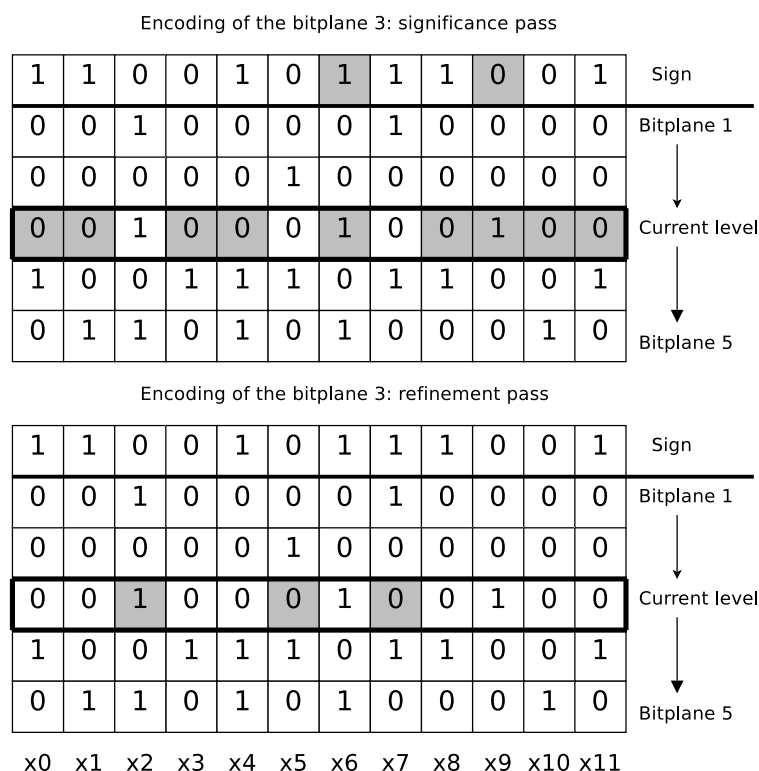 Encoding of the bitplane 3: significance pass
1 1 0 0 1 0 1 1 1 0 0 1 Sign
0 0 1 0 0 0 0 1 0 0 0 0 Bitplane 1
0 0 0 0 0 1 0 0 0 0 0 0
0 0 1 0 0 0 1 0 0 1 0 0 Current level
1 0 0 1 1 1 0 1 1 0 0 1
0 1 1 0 1 0 1 0 0 0 1 0 Bitplane 5
Encoding of the bitplane 3: refinement pass
1 1 0 0 1 0 1 1 1 0 0 1 Sign
0 0 1 0 0 0 0 1 0 0 0 0 Bitplane 1
0 0 0 0 0 1 0 0 0 0 0 0
0 0 1 0 0 0 1 0 0 1 0 0 Current level
1 0 0 1 1 1 0 1 1 0 0 1
0 1 1 0 1 0 1 0 0 0 1 0 Bitplane 5
x0 x1 x2 x3 x4 x5 x6 x7 x8 x9 x10 x11